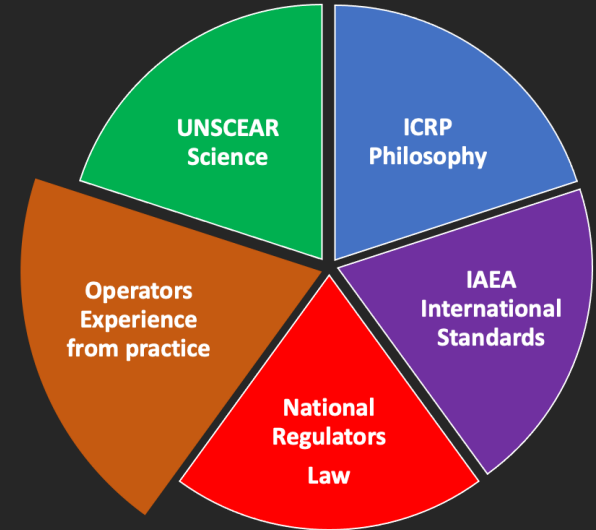 UNSCEAR
Science
ICRP
Philosophy
IAEA
International
Standards
National
Regulators
Law
Operators
Experience
from practice